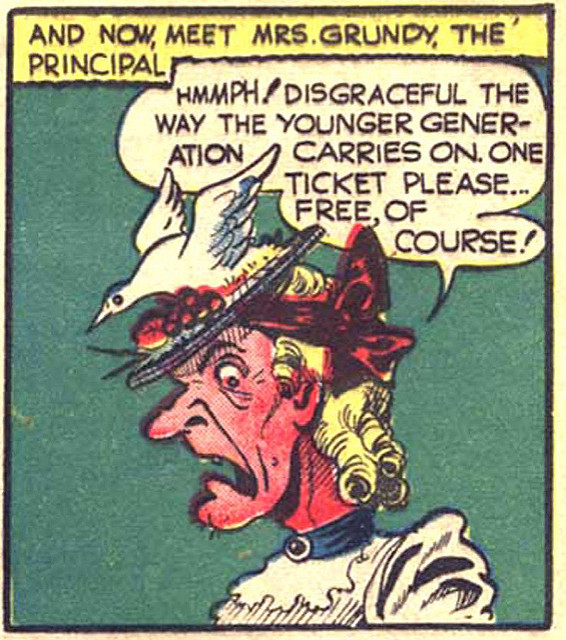 AND NOW, MEET MRS. GRUNDY, THE
PRINCIPAL
HMMPH! DISGRACEFUL THE
WAY THE YOUNGER GENER-
ATION CARRIES ON. ONE
TICKET PLEASE...
FREE, OF
COURSE!